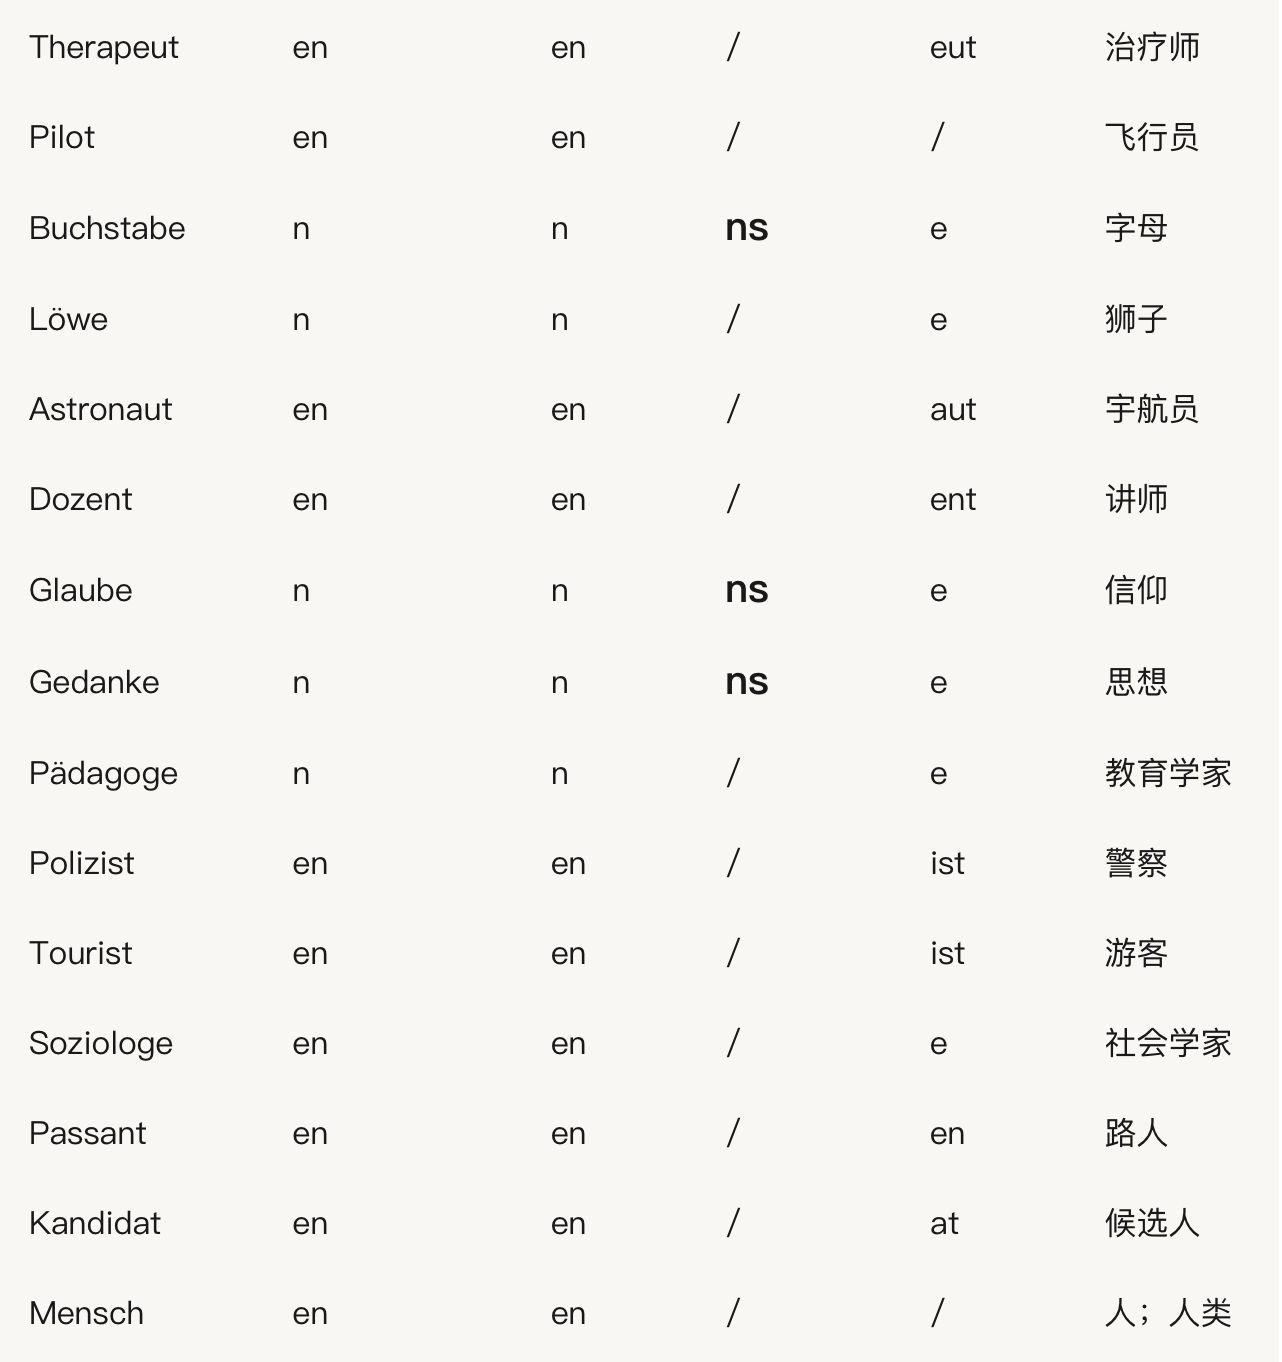 Therapeut en en / eut 治疗师
Pilot en en / / 飞行员
Buchstabe n n ns e 字母
Löwe n n / e 狮子
Astronaut en en / aut 宇航员
Dozent en en / ent 讲师
Glaube n n ns e 信仰
Gedanke n n ns e 思想
Pädagoge n n / e 教育学家
Polizist en en / ist 警察
Tourist en en / ist 游客
Soziologe en en / e 社会学家
Passant en en / en 路人
Kandidat en en / at 候选人
Mensch en en / / 人；人类